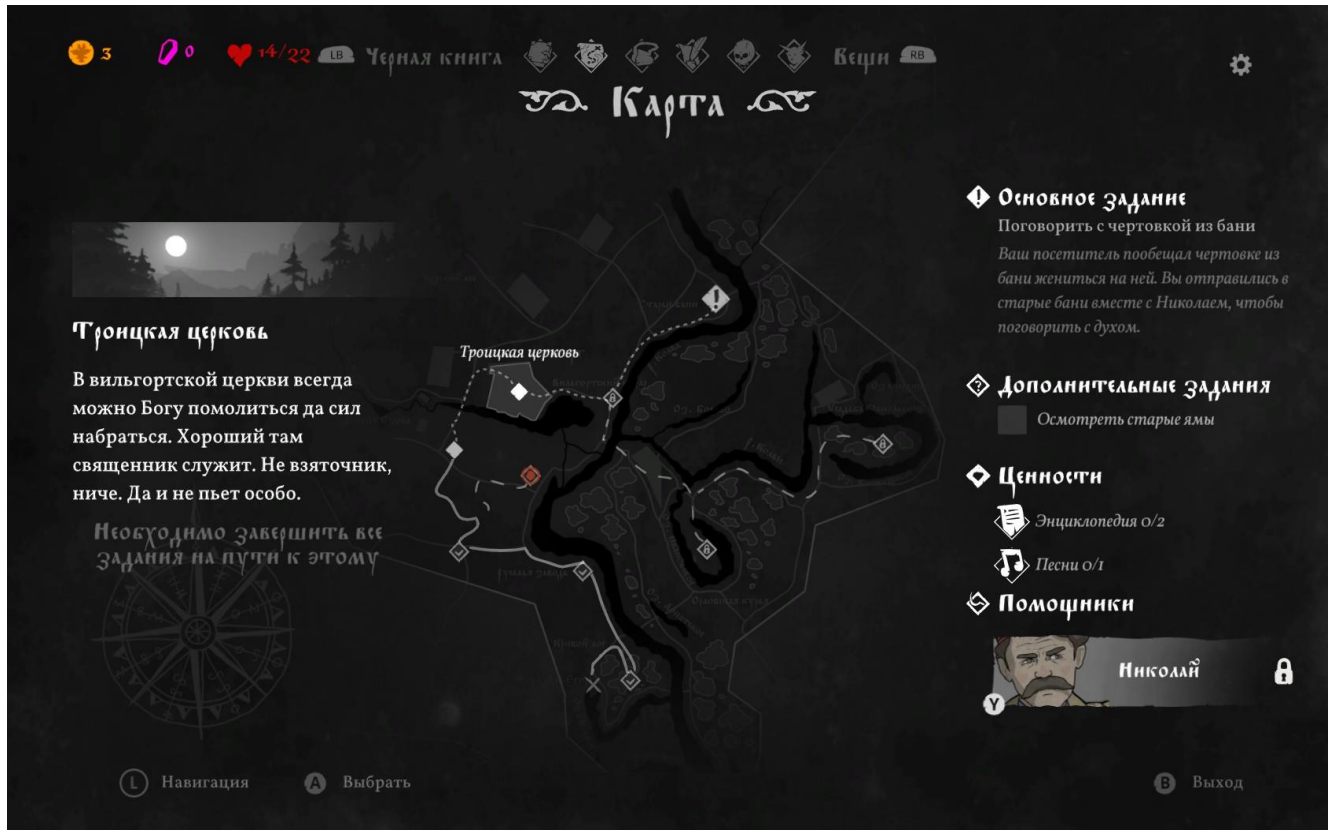 3
0
14/22
LB
Черная книга
Вещи
RB
Карта
Троицкая церковь
В вильгортской церкви всегда
можно Богу помолиться да сил
набраться. Хороший там
священник служит. Не взяточник,
ниче. Да и не пьет особо.
Необходимо завершить все
задания на пути к этому
Троицкая церковь
Основное задание
Поговорить с чертовкой из бани
Ваш посетитель пообещал чертовке из
бани жениться на ней. Вы отправились в
старые бани вместе с Николаем, чтобы
поговорить с духом.
Дополнительные задания
Осмотреть старые ямы
Ценности
Энциклопедия 0/2
Песни 0/1
Помощники
Николай
Y
L Навигация
A Выбрать
B Выход